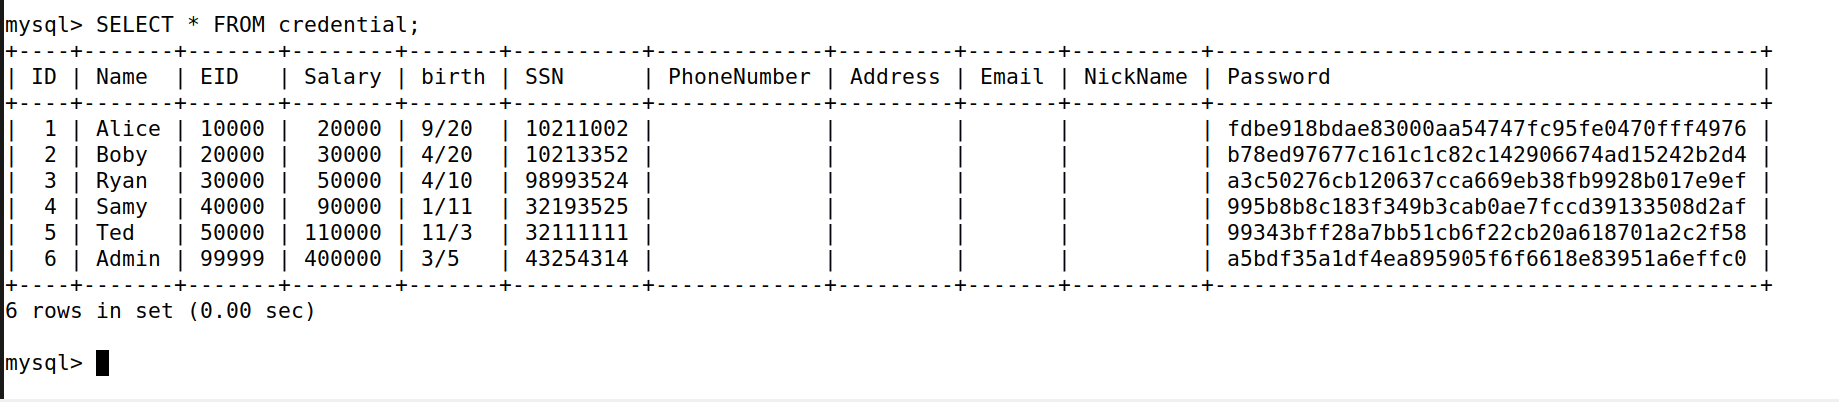 mysql> SELECT * FROM credential;
+----+-------+-------+--------+-------+----------+-------------+---------+-------+----------+------------------------------------------+
| ID | Name  | EID   | Salary | birth | SSN      | PhoneNumber | Address | Email | NickName | Password                                 |
+----+-------+-------+--------+-------+----------+-------------+---------+-------+----------+------------------------------------------+
|  1 | Alice | 10000 |  20000 | 9/20  | 10211002 |             |         |       |          | fdbe918bdae83000aa54747fc95fe0470fff4976 |
|  2 | Boby  | 20000 |  30000 | 4/20  | 10213352 |             |         |       |          | b78ed97677c161c1c82c142906674ad15242b2d4 |
|  3 | Ryan  | 30000 |  50000 | 4/10  | 98993524 |             |         |       |          | a3c50276cb120637cca669eb38fb9928b017e9ef |
|  4 | Samy  | 40000 |  90000 | 1/11  | 32193525 |             |         |       |          | 995b8b8c183f349b3cab0ae7fccd39133508d2af |
|  5 | Ted   | 50000 | 110000 | 11/3  | 32111111 |             |         |       |          | 99343bff28a7bb51cb6f22cb20a618701a2c2f58 |
|  6 | Admin | 99999 | 400000 | 3/5   | 43254314 |             |         |       |          | a5bdf35a1df4ea895905f6f6618e83951a6effc0 |
+----+-------+-------+--------+-------+----------+-------------+---------+-------+----------+------------------------------------------+
6 rows in set (0.00 sec)
mysql>